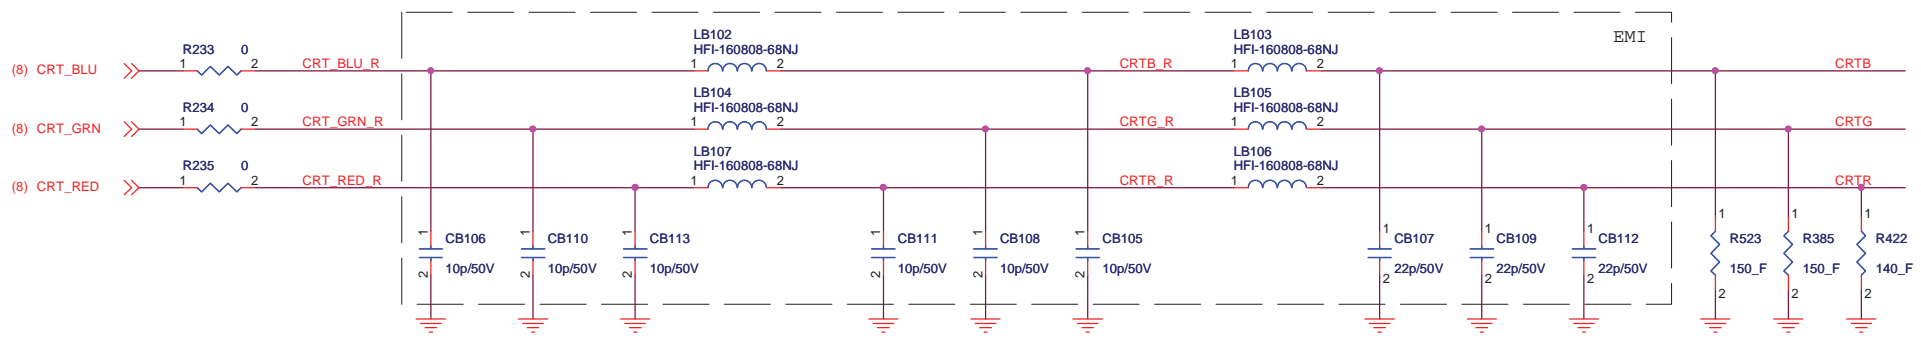 EMI
LB102
HFI-160808-68NJ
LB103
HFI-160808-68NJ
R233 0
(8) CRT_BLU 1 2 CRT_BLU_R 1 2 CRTB_R 1 2 CRTB
LB104
HFI-160808-68NJ
LB105
HFI-160808-68NJ
R234 0
(8) CRT_GRN 1 2 CRT_GRN_R 1 2 CRTG_R 1 2 CRTG
LB107
HFI-160808-68NJ
LB106
HFI-160808-68NJ
R235 0
(8) CRT_RED 1 2 CRT_RED_R 1 2 CRTR_R 1 2 CRTR
1 1 1 1 1 1 1 1 1 1 1 1
CB106 CB110 CB113 CB111 CB108 CB105 CB107 CB109 CB112 R523 R385 R422
10p/50V 10p/50V 10p/50V 10p/50V 10p/50V 10p/50V 22p/50V 22p/50V 22p/50V 150_F 150_F 140_F
2 2 2 2 2 2 2 2 2 2 2 2